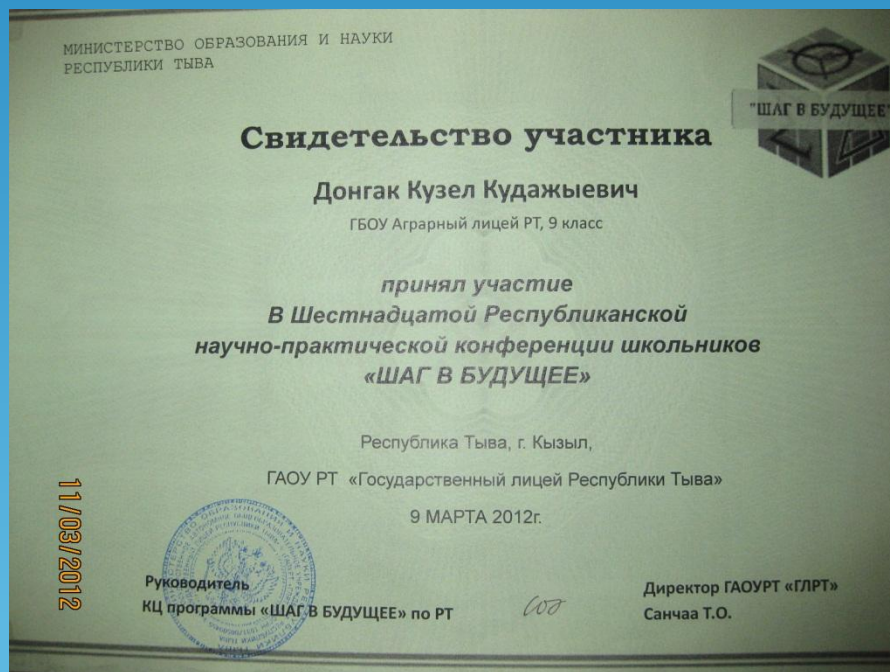 МИНИСТЕРСТВО ОБРАЗОВАНИЯ И НАУКИ
РЕСПУБЛИКИ ТЫВА
"ШАГ В БУДУЩЕЕ"
Свидетельство участника
Донгак Кузел Кудажыевич
ГБОУ Аграрный лицей РТ, 9 класс
принял участие
В Шестнадцатой Республиканской
научно-практической конференции школьников
«ШАГ В БУДУЩЕЕ»
Республика Тыва, г. Кызыл,
ГАОУ РТ «Государственный лицей Республики Тыва»
9 МАРТА 2012г.
Руководитель
КЦ программы «ШАГ В БУДУЩЕЕ» по РТ
Директор ГАОУРТ «ГЛРТ»
Санчаа Т.О.
11/03/2012